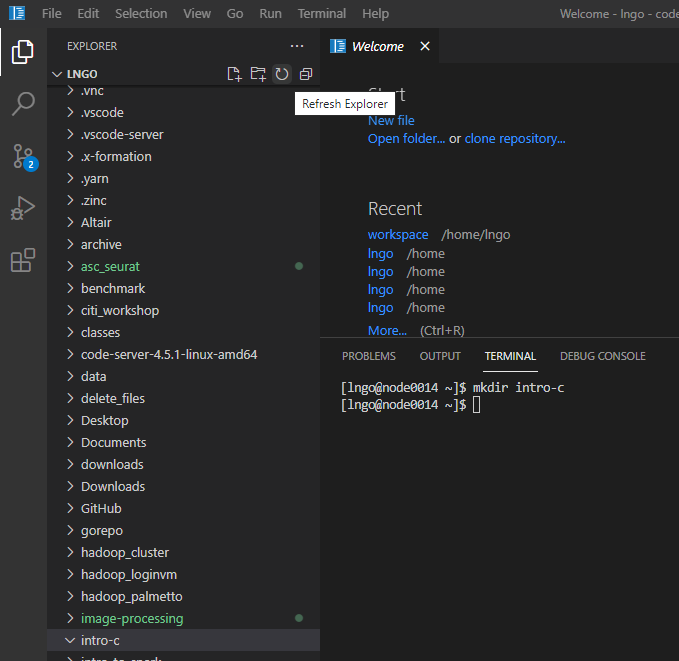 File Edit Selection View Go Run Terminal Help Welcome - lngo - code
EXPLORER
LNGO
Refresh Explorer
.vnc
.vscode
.vscode-server
.x-formation
.yarn
.zinc
Altair
archive
asc_seurat
benchmark
citi_workshop
classes
code-server-4.5.1-linux-amd64
data
delete_files
Desktop
Documents
downloads
Downloads
GitHub
gorepo
hadoop_cluster
hadoop_loginvm
hadoop_palmetto
image-processing
intro-c
2
Welcome
Start
New file
Open folder... or clone repository...
Recent
workspace /home/lngo
lngo /home
lngo /home
lngo /home
lngo /home
More... (Ctrl+R)
PROBLEMS OUTPUT TERMINAL DEBUG CONSOLE
[lngo@node0014 ~]$ mkdir intro-c
[lngo@node0014 ~]$